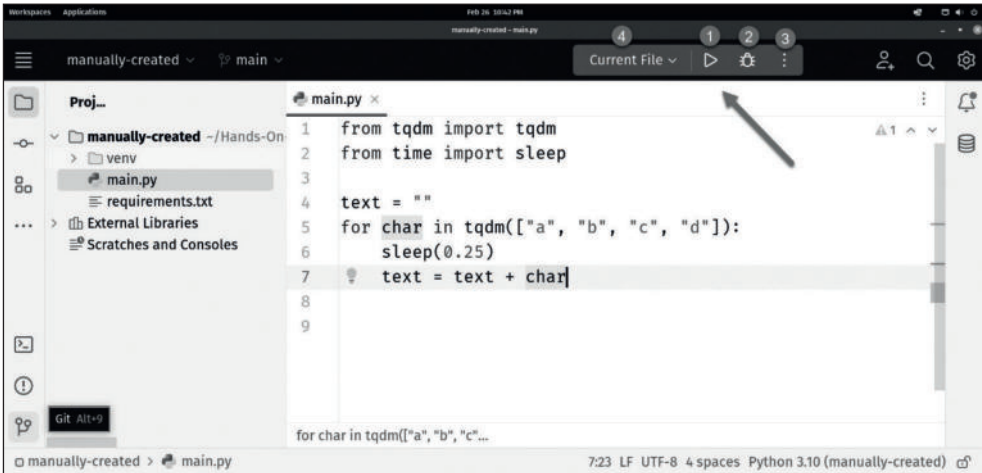 Workspaces Applications Feb 26 10:42 PM
manually-created – main.py
4 1 2 3
manually-created main Current File
Proj... main.py ×
manually-created ~/Hands-On-
venv
main.py
requirements.txt
External Libraries
Scratches and Consoles
1 from tqdm import tqdm
2 from time import sleep
3
4 text = ""
5 for char in tqdm(["a", "b", "c", "d"]):
6 sleep(0.25)
7 text = text + char
8
9
1
Git Alt+9
for char in tqdm(["a", "b", "c"...
manually-created > main.py 7:23 LF UTF-8 4 spaces Python 3.10 (manually-created)